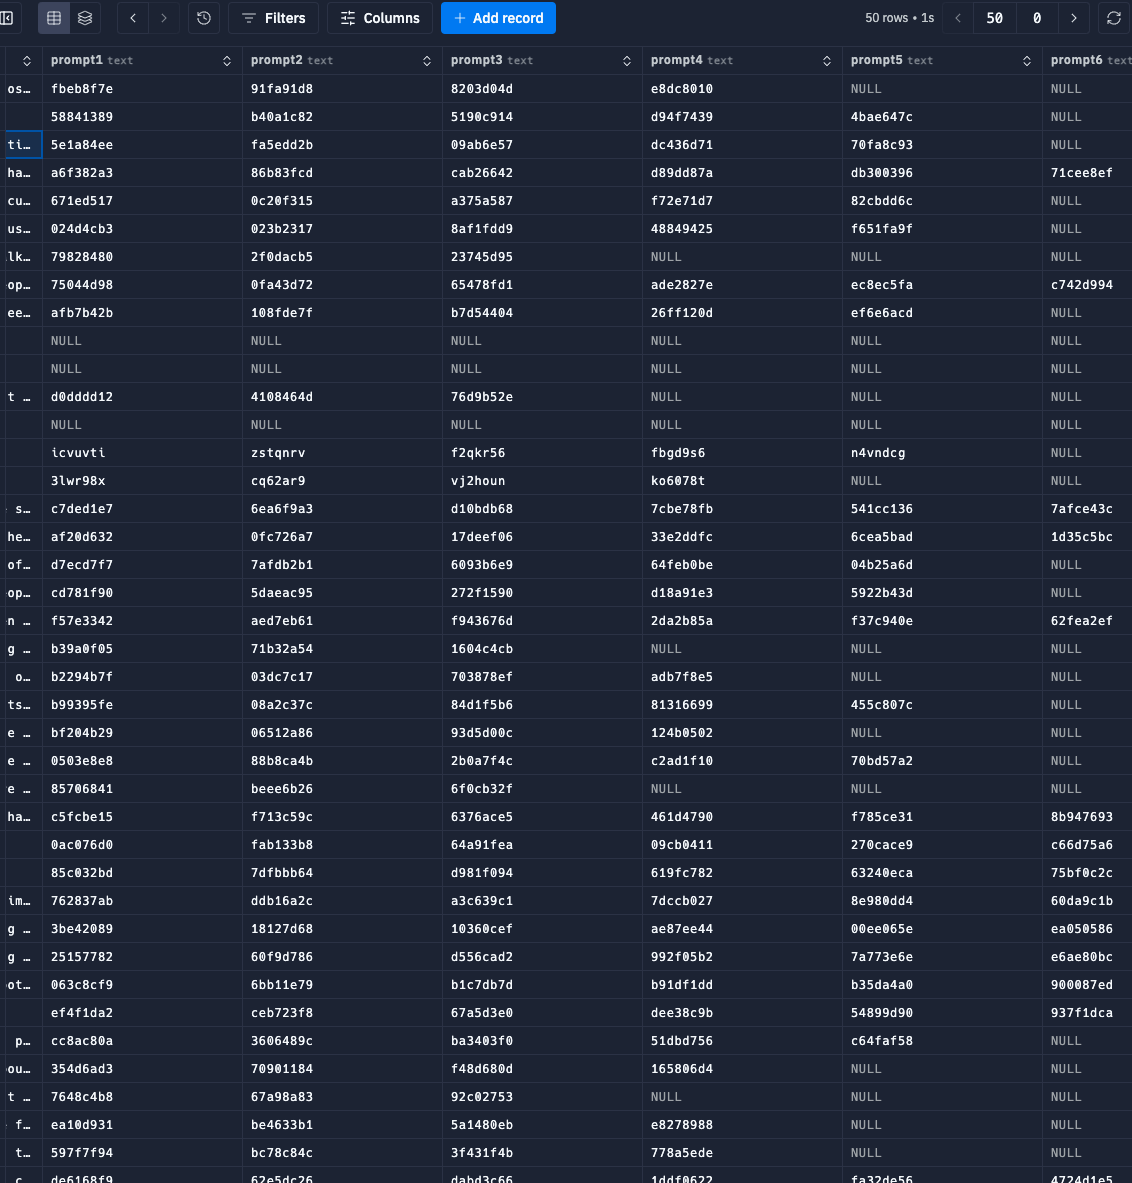 Filters Columns + Add record 50 rows • 1s 50 0
prompt1 text prompt2 text prompt3 text prompt4 text prompt5 text prompt6 text
os… fbeb8f7e 91fa91d8 8203d04d e8dc8010 NULL NULL
58841389 b40a1c82 5190c914 d94f7439 4bae647c NULL
ti… 5e1a84ee fa5edd2b 09ab6e57 dc436d71 70fa8c93 NULL
ha… a6f382a3 86b83fcd cab26642 d89dd87a db300396 71cee8ef
cu… 671ed517 0c20f315 a375a587 f72e71d7 82cbdd6c NULL
us… 024d4cb3 023b2317 8af1fdd9 48849425 f651fa9f NULL
lk… 79828480 2f0dacb5 23745d95 NULL NULL NULL
op… 75044d98 0fa43d72 65478fd1 ade2827e ec8ec5fa c742d994
ee… afb7b42b 108fde7f b7d54404 26ff120d ef6e6acd NULL
NULL NULL NULL NULL NULL NULL
NULL NULL NULL NULL NULL NULL
t … d0dddd12 4108464d 76d9b52e NULL NULL NULL
NULL NULL NULL NULL NULL NULL
icvuvti zstqnrv f2qkr56 fbgd9s6 n4vndcg NULL
3lwr98x cq62ar9 vj2houn ko6078t NULL NULL
s… c7ded1e7 6ea6f9a3 d10bdb68 7cbe78fb 541cc136 7afce43c
he… af20d632 0fc726a7 17deef06 33e2ddfc 6cea5bad 1d35c5bc
of… d7ecd7f7 7afdb2b1 6093b6e9 64feb0be 04b25a6d NULL
op… cd781f90 5daeac95 272f1590 d18a91e3 5922b43d NULL
n … f57e3342 aed7eb61 f943676d 2da2b85a f37c940e 62fea2ef
g … b39a0f05 71b32a54 1604c4cb NULL NULL NULL
o… b2294b7f 03dc7c17 703878ef adb7f8e5 NULL NULL
ts… b99395fe 08a2c37c 84d1f5b6 81316699 455c807c NULL
e … bf204b29 06512a86 93d5d00c 124b0502 NULL NULL
e … 0503e8e8 88b8ca4b 2b0a7f4c c2ad1f10 70bd57a2 NULL
e … 85706841 beee6b26 6f0cb32f NULL NULL NULL
ha… c5fcbe15 f713c59c 6376ace5 461d4790 f785ce31 8b947693
0ac076d0 fab133b8 64a91fea 09cb0411 270cace9 c66d75a6
85c032bd 7dfbbb64 d981f094 619fc782 63240eca 75bf0c2c
im… 762837ab ddb16a2c a3c639c1 7dccb027 8e980dd4 60da9c1b
g … 3be42089 18127d68 10360cef ae87ee44 00ee065e ea050586
g … 25157782 60f9d786 d556cad2 992f05b2 7a773e6e e6ae80bc
ot… 063c8cf9 6bb11e79 b1c7db7d b91df1dd b35da4a0 900087ed
ef4f1da2 ceb723f8 67a5d3e0 dee38c9b 54899d90 937f1dca
p… cc8ac80a 3606489c ba3403f0 51dbd756 c64faf58 NULL
ou… 354d6ad3 70901184 f48d680d 165806d4 NULL NULL
t … 7648c4b8 67a98a83 92c02753 NULL NULL NULL
f… ea10d931 be4633b1 5a1480eb e8278988 NULL NULL
t… 597f7f94 bc78c84c 3f431f4b 778a5ede NULL NULL
c… de6168f9 62e5dc26 dabd3c66 1ddf0622 fa32de56 4724d1e5